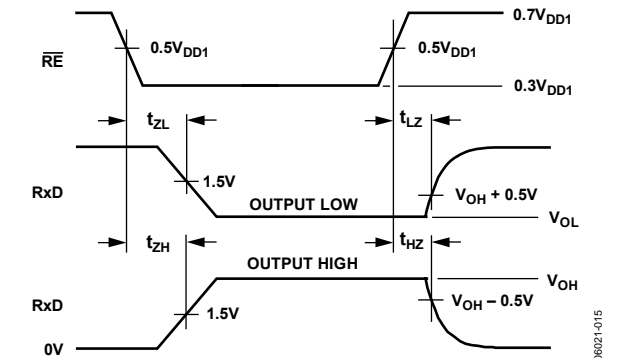 0.7VDD1
RE
0.5VDD1
0.5VDD1
0.3VDD1
tZL
tLZ
1.5V
RxD
OUTPUT LOW
VOH + 0.5V
VOL
tZH
tHZ
OUTPUT HIGH
VOH
VOH – 0.5V
RxD
1.5V
0V
06021-015